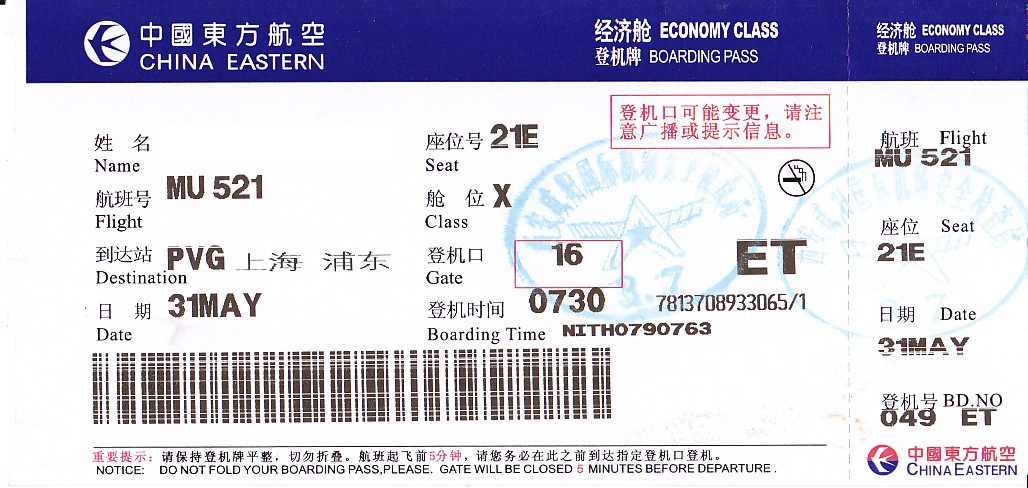 中國東方航空
CHINA EASTERN
经济舱 ECONOMY CLASS
登机牌 BOARDING PASS
登机口可能变更，请注
意广播或提示信息。
姓 名
Name
座位号 21E
Seat
航班号 MU 521
Flight
舱 位 X
Class
到达站 PVG 上海 浦东
Destination
登机口 16
Gate
ET
日 期 31MAY
Date
登机时间 0730
Boarding Time
7813708933065/1
NITH0790763
重要提示：请保持登机牌平整，切勿折叠。航班起飞前5分钟，请您务必在此之前到达指定登机口登机。
NOTICE: DO NOT FOLD YOUR BOARDING PASS,PLEASE. GATE WILL BE CLOSED 5 MINUTES BEFORE DEPARTURE.
经济舱 ECONOMY CLASS
登机牌 BOARDING PASS
航班 Flight
MU 521
座位 Seat
21E
日期 Date
31MAY
登机号 BD.NO
049 ET
中國東方航空
CHINA EASTERN